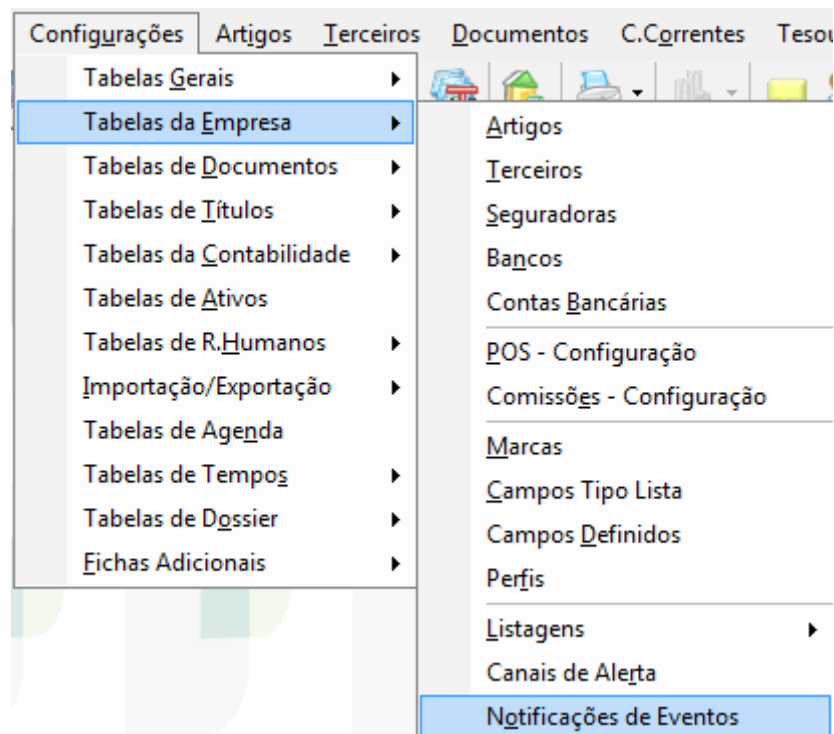 Configurações Artigos Terceiros Documentos C.Correntes
Tabelas Gerais
Tabelas da Empresa
Tabelas de Documentos
Tabelas de Títulos
Tabelas da Contabilidade
Tabelas de Ativos
Tabelas de R.Humanos
Importação/Exportação
Tabelas de Agenda
Tabelas de Tempos
Tabelas de Dossier
Fichas Adicionais
Artigos
Terceiros
Seguradoras
Bancos
Contas Bancárias
POS - Configuração
Comissões - Configuração
Marcas
Campos Tipo Lista
Campos Definidos
Perfis
Listagens
Canais de Alerta
Notificações de Eventos